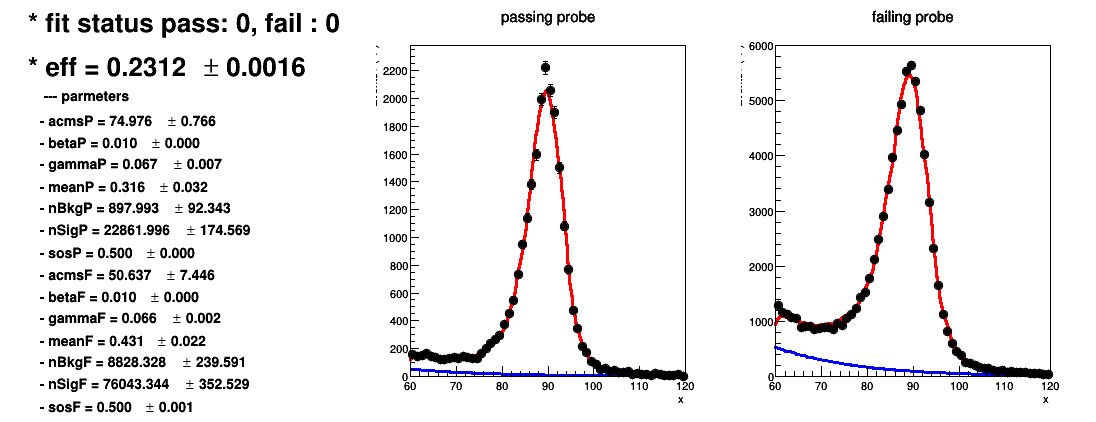 * fit status pass: 0, fail : 0
* eff = 0.2312 ± 0.0016
--- parmeters
- acmsP = 74.976 ± 0.766
- betaP = 0.010 ± 0.000
- gammaP = 0.067 ± 0.007
- meanP = 0.316 ± 0.032
- nBkgP = 897.993 ± 92.343
- nSigP = 22861.996 ± 174.569
- sosP = 0.500 ± 0.000
- acmsF = 50.637 ± 7.446
- betaF = 0.010 ± 0.000
- gammaF = 0.066 ± 0.002
- meanF = 0.431 ± 0.022
- nBkgF = 8828.328 ± 239.591
- nSigF = 76043.344 ± 352.529
- sosF = 0.500 ± 0.001
passing probe
2200
2000
1800
1600
1400
1200
1000
800
600
400
200
0
60 70 80 90 100 110 120
x
failing probe
6000
5000
4000
3000
2000
1000
0
60 70 80 90 100 110 120
x